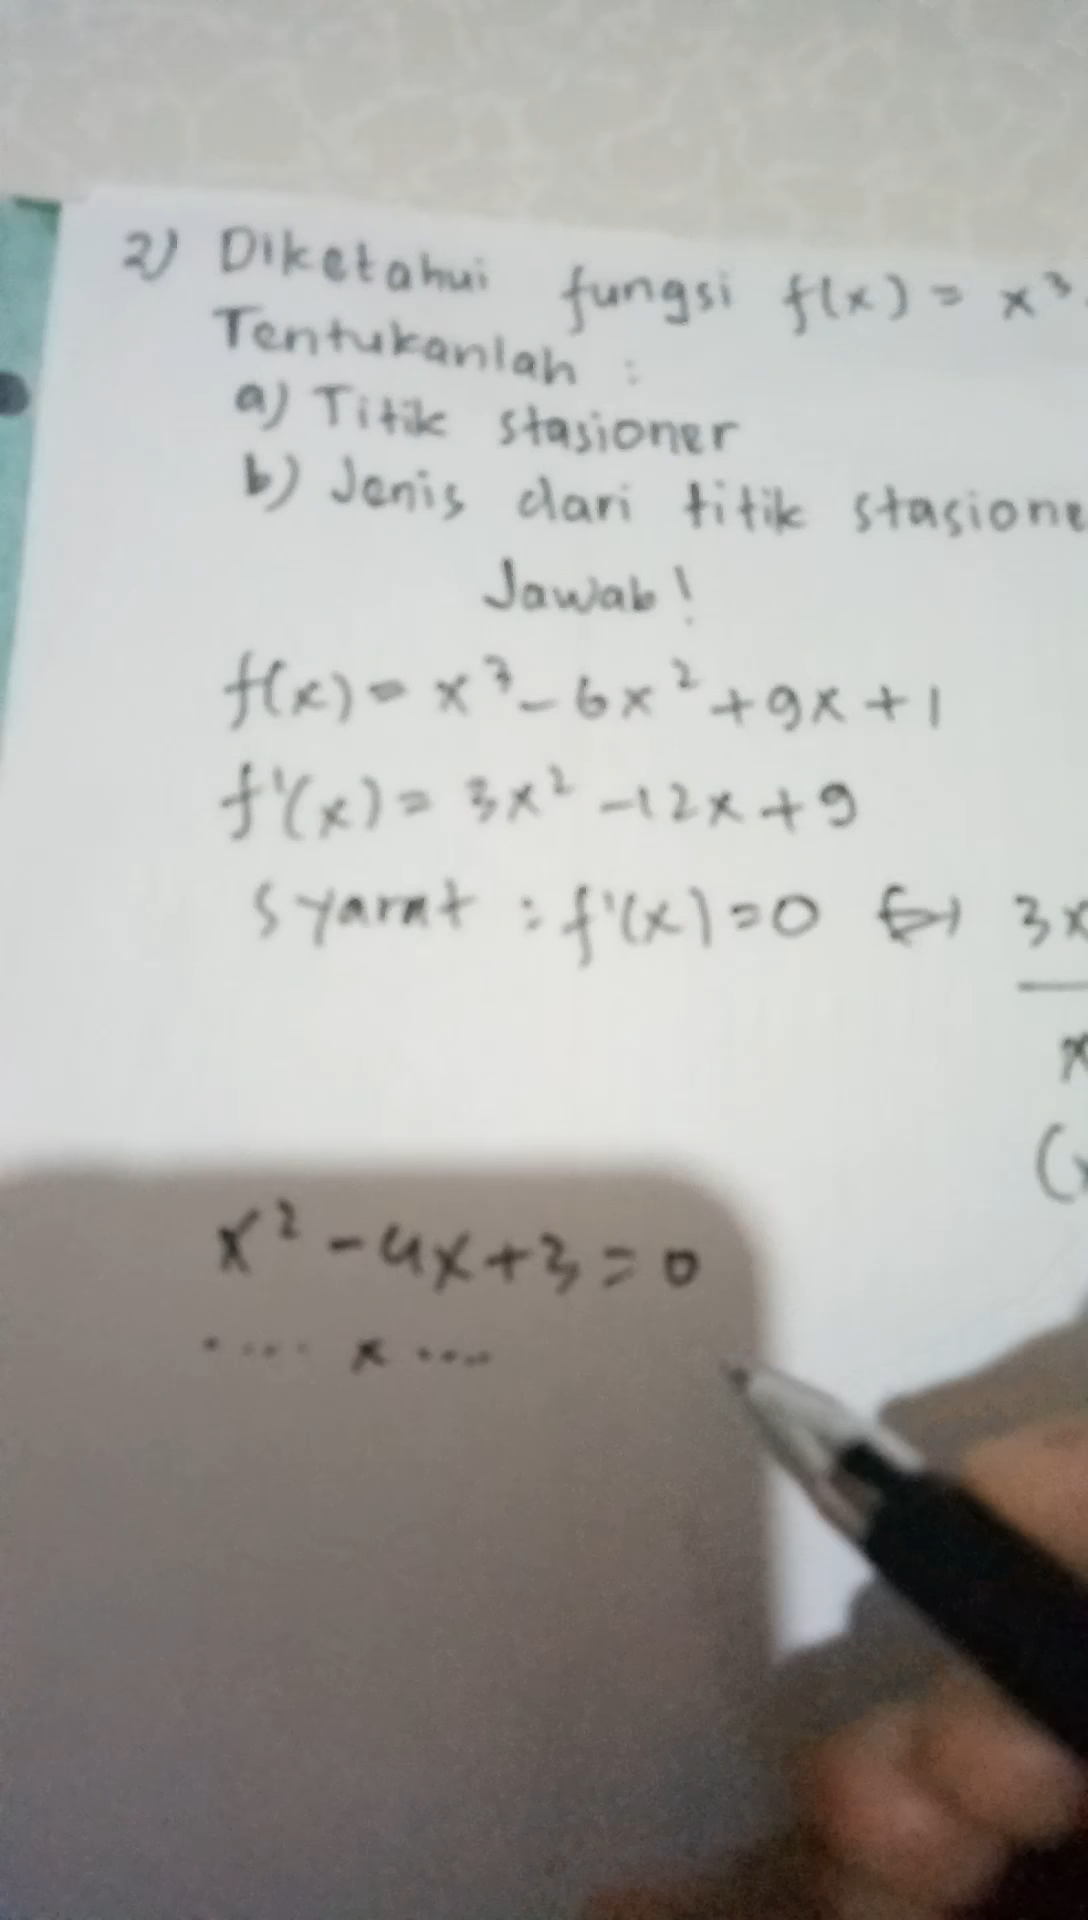 2) Diketahui fungsi f(x) = x³
Tentukanlah :
a) Titik stasioner
b) Jenis dari titik stasione
Jawab !
f(x) = x³ - 6x² + 9x + 1
f'(x) = 3x² - 12x + 9
Syarat : f'(x) = 0 ⇔ 3x
x
(x
x² - 4x + 3 = 0
.... x ....